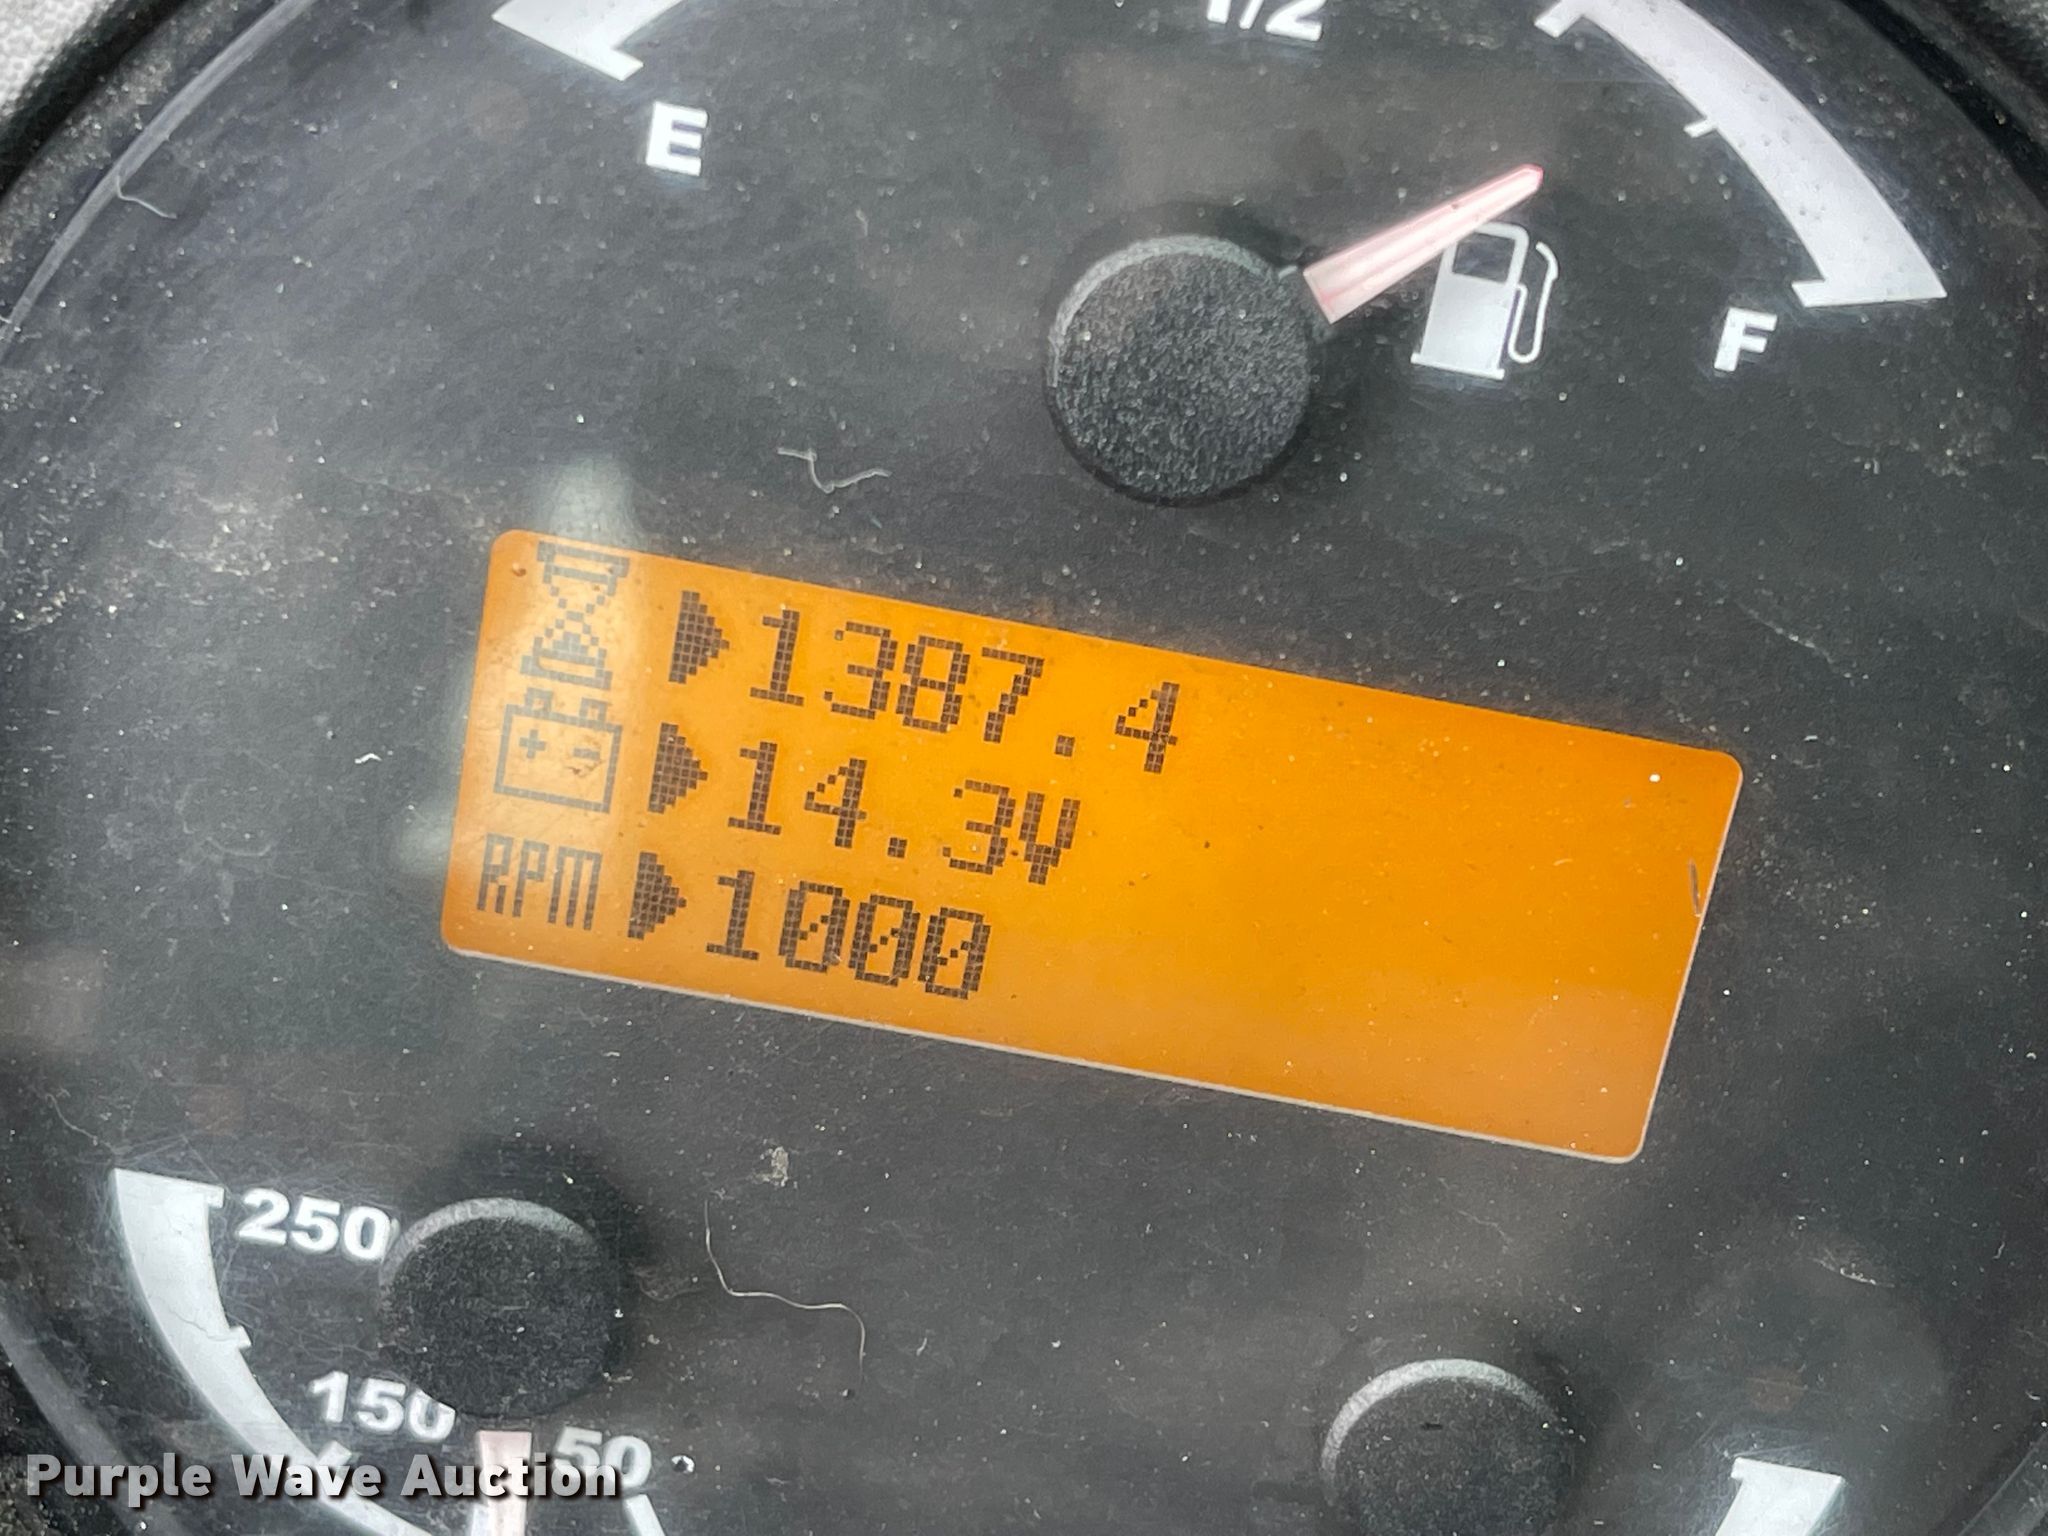 1/2
E
F
1387.4
14.3V
RPM 1000
250
150
50
Purple Wave Auction